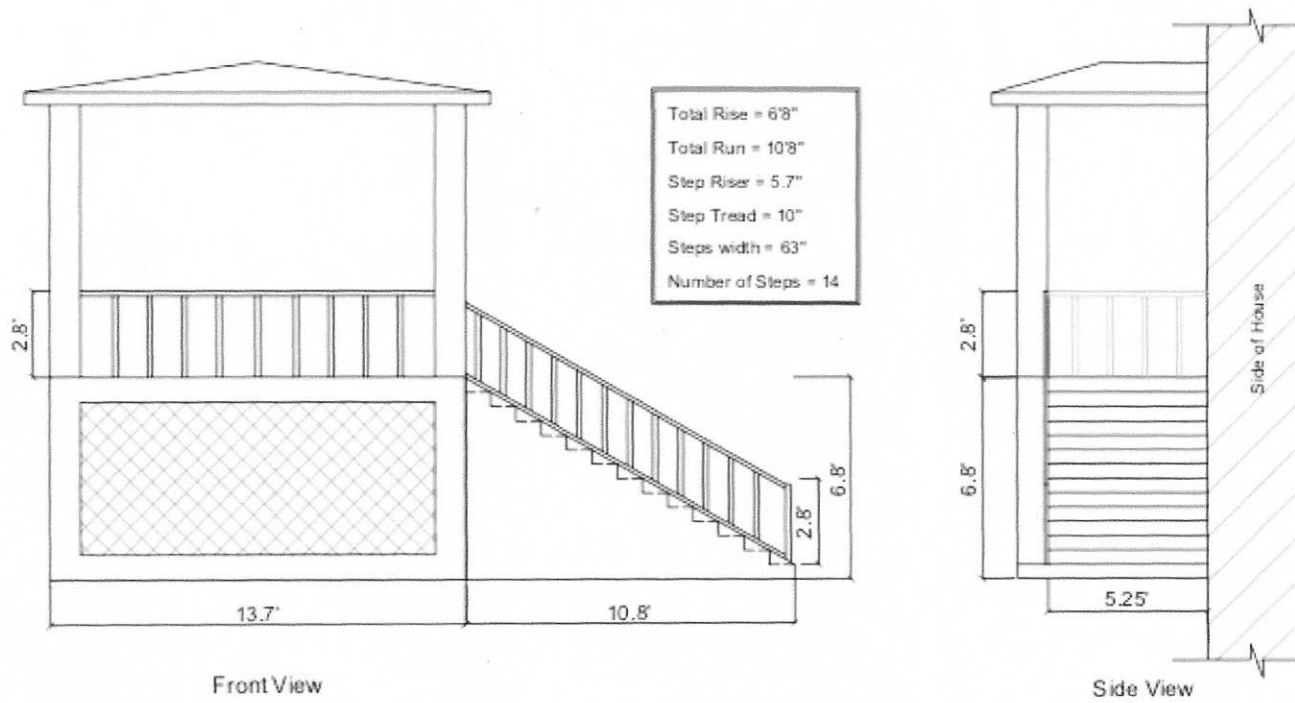 Total Rise = 6'8"
Total Run = 10'8"
Step Riser = 5.7"
Step Tread = 10"
Steps width = 63"
Number of Steps = 14
2.8'
2.8'
6.8'
13.7'
10.8'
Front View
2.8'
6.8'
5.25'
Side of House
Side View